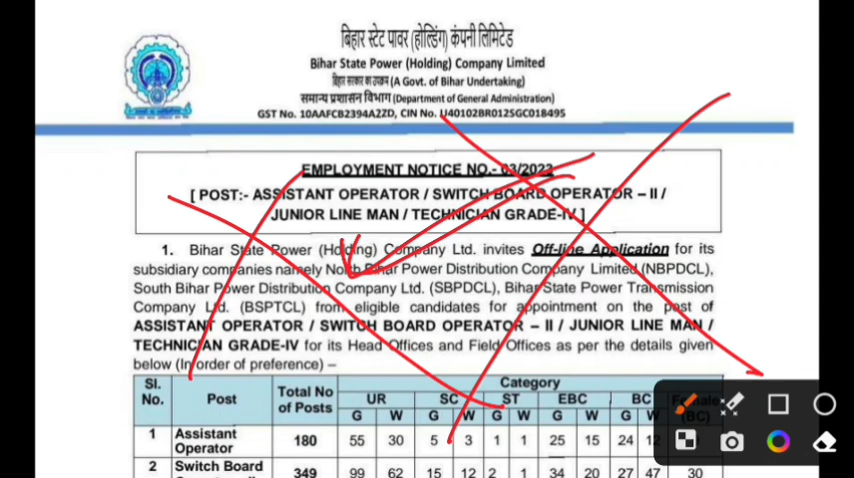 बिहार स्टेट पावर (होल्डिंग) कंपनी लिमिटेड
Bihar State Power (Holding) Company Limited
बिहार सरकार का उपक्रम (A Govt. of Bihar Undertaking)
सामान्य प्रशासन विभाग (Department of General Administration)
GST No. 10AAFCB2394A2ZD, CIN No. U40102BR012SGC018495
EMPLOYMENT NOTICE NO.- 03/2022
[ POST:- ASSISTANT OPERATOR / SWITCH BOARD OPERATOR – II /
JUNIOR LINE MAN / TECHNICIAN GRADE-IV ]
1. Bihar State Power (Holding) Company Ltd. invites Off-line Application for its
subsidiary companies namely North Bihar Power Distribution Company Limited (NBPDCL),
South Bihar Power Distribution Company Ltd. (SBPDCL), Bihar State Power Transmission
Company Ltd. (BSPTCL) from eligible candidates for appointment on the post of
ASSISTANT OPERATOR / SWITCH BOARD OPERATOR – II / JUNIOR LINE MAN /
TECHNICIAN GRADE-IV for its Head Offices and Field Offices as per the details given
below (In order of preference) –
Sl. No. Post Total No of Posts Category
UR SC ST EBC BC (BC)
G W G W G W G W G W
1 Assistant Operator 180 55 30 5 3 1 1 25 15 24
2 Switch Board 349 99 62 15 12 2 1 34 20 27 47 30